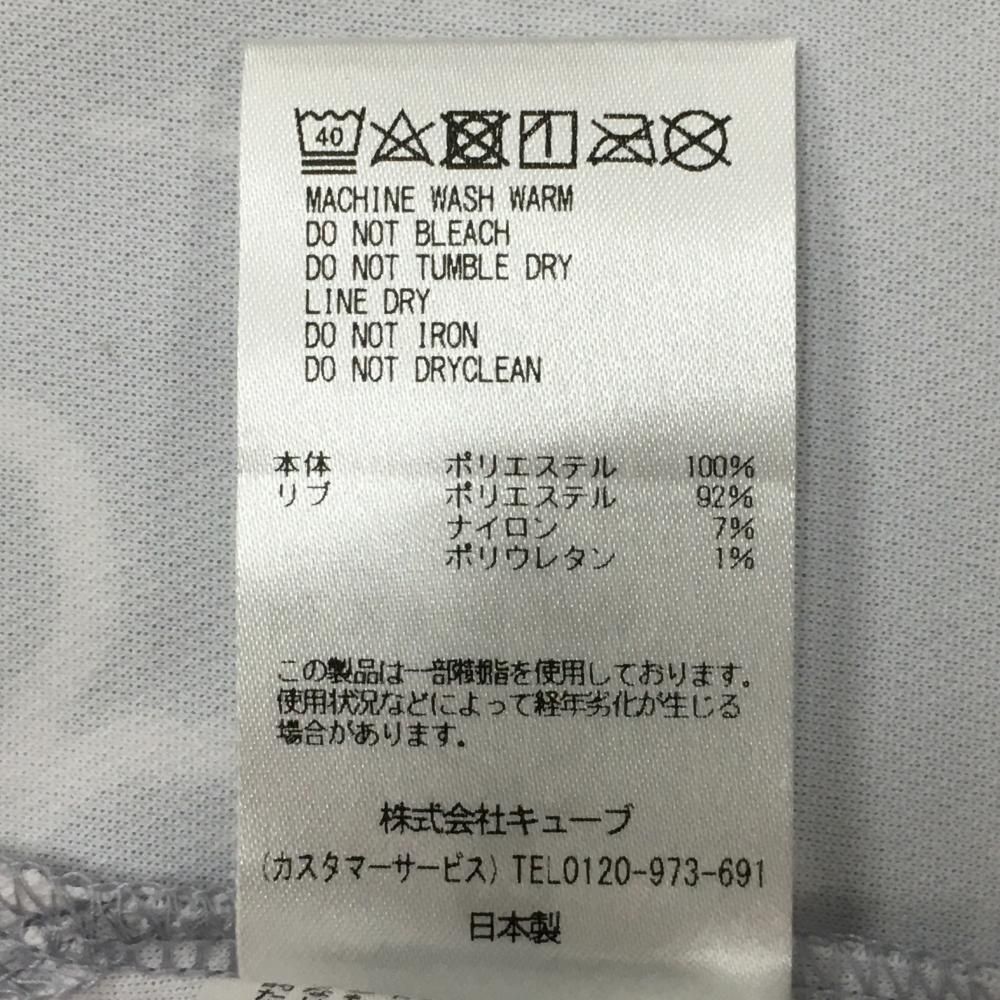 40
MACHINE WASH WARM
DO NOT BLEACH
DO NOT TUMBLE DRY
LINE DRY
DO NOT IRON
DO NOT DRYCLEAN
本体 ポリエステル 100%
リブ ポリエステル 92%
ナイロン 7%
ポリウレタン 1%
この製品は一部樹脂を使用しております。
使用状況などによって経年劣化が生じる
場合があります。
株式会社キューブ
(カスタマーサービス) TEL0120-973-691
日本製